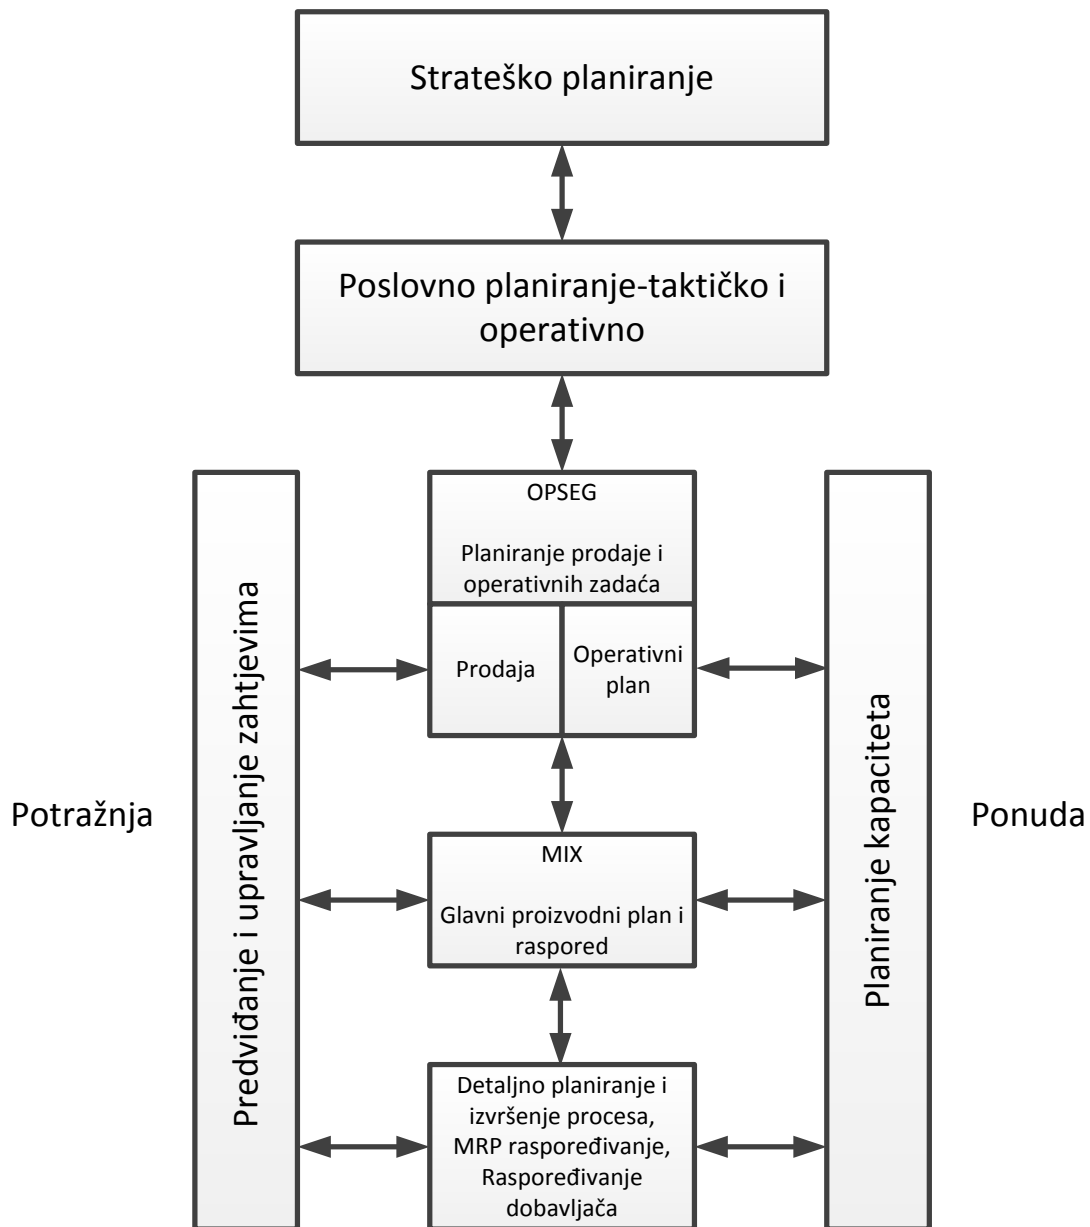 Strateško planiranje
Poslovno planiranje-taktičko i
operativno
OPSEG
Planiranje prodaje i
operativnih zadaća
Prodaja
Operativni
plan
Potražnja
Predviđanje i upravljanje zahtjevima
MIX
Glavni proizvodni plan i
raspored
Planiranje kapaciteta
Ponuda
Detaljno planiranje i
izvršenje procesa,
MRP raspoređivanje,
Raspoređivanje
dobavljača